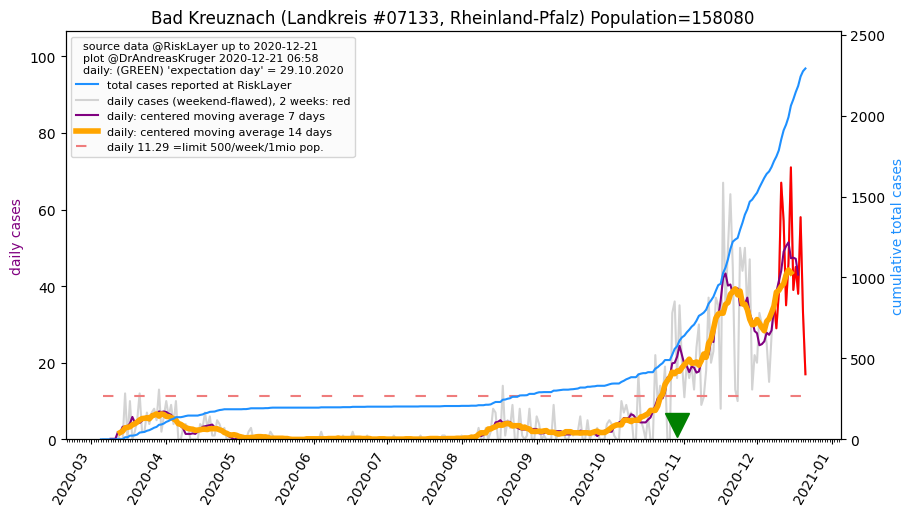 Bad Kreuznach (Landkreis #07133, Rheinland-Pfalz) Population=158080
source data @RiskLayer up to 2020-12-21
plot @DrAndreasKruger 2020-12-21 06:58
daily: (GREEN) 'expectation day' = 29.10.2020
total cases reported at RiskLayer
daily cases (weekend-flawed), 2 weeks: red
daily: centered moving average 7 days
daily: centered moving average 14 days
daily 11.29 =limit 500/week/1mio pop.
daily cases
100
80
60
40
20
0
cumulative total cases
2500
2000
1500
1000
500
0
2020-03
2020-04
2020-05
2020-06
2020-07
2020-08
2020-09
2020-10
2020-11
2020-12
2021-01